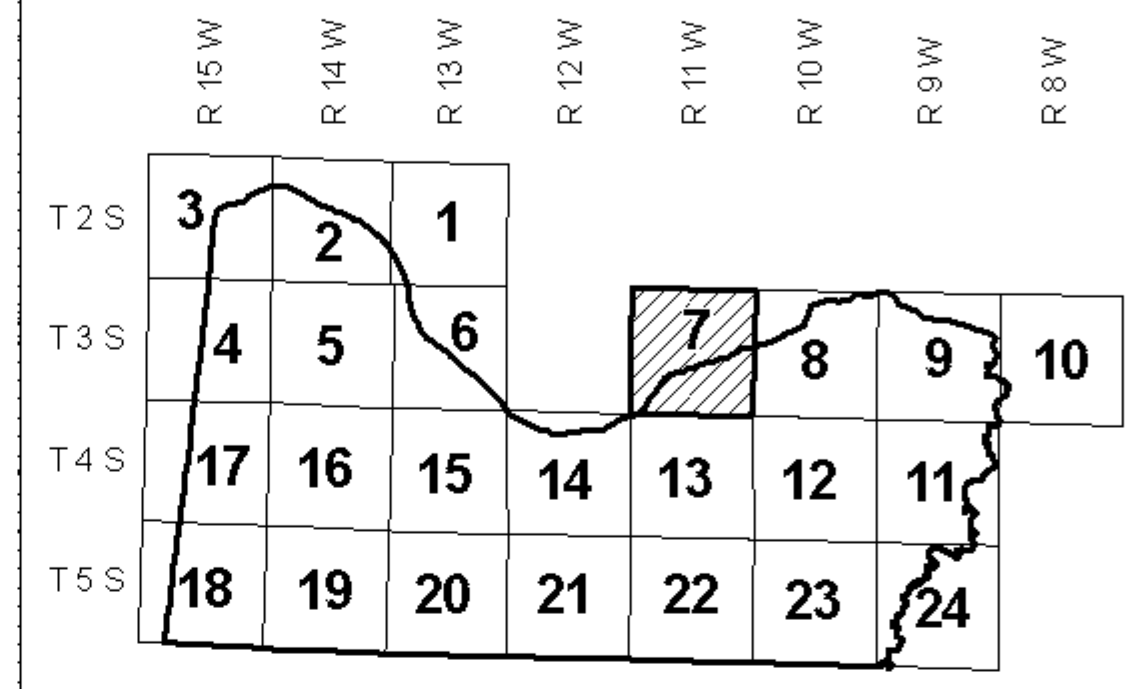 R 15 W R 14 W R 13 W R 12 W R 11 W R 10 W R 9 W R 8 W
T 2 S 3 2 1
T 3 S 4 5 6 7 8 9 10
T 4 S 17 16 15 14 13 12 11
T 5 S 18 19 20 21 22 23 24